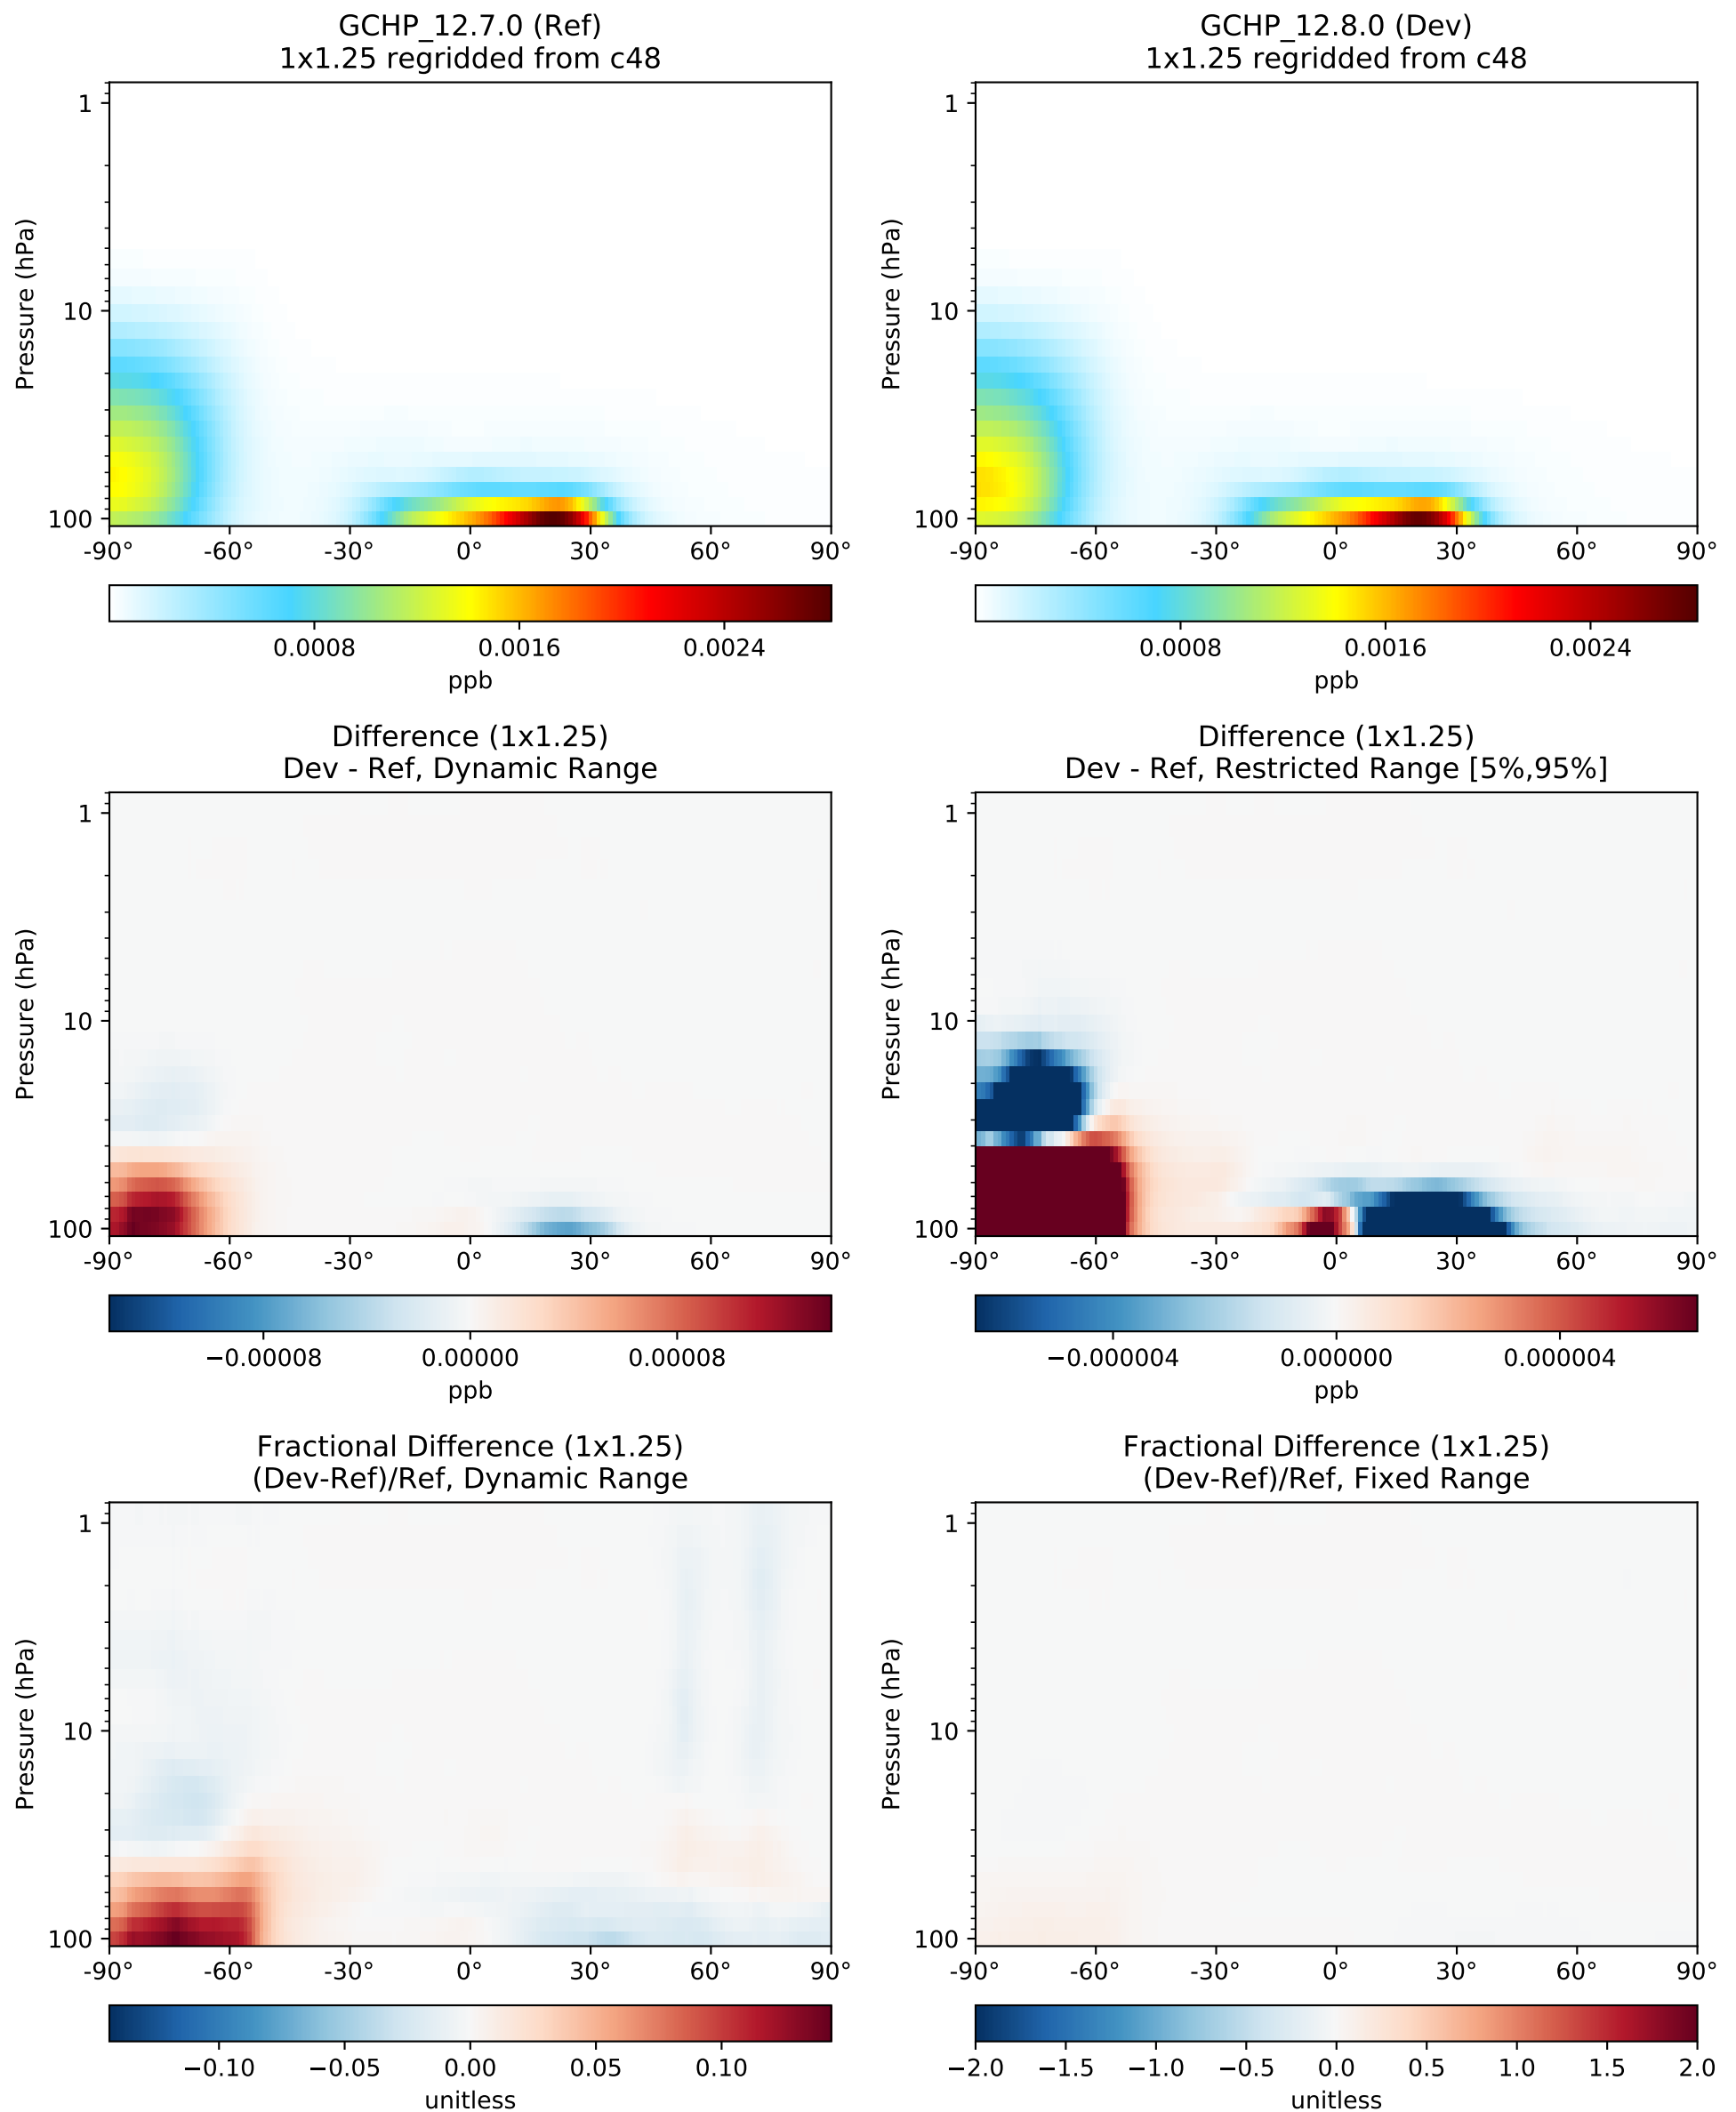 GCHP_12.7.0 (Ref)
1x1.25 regridded from c48
Pressure (hPa)
1
10
100
-90° -60° -30° 0° 30° 60° 90°
0.0008 0.0016 0.0024
ppb
GCHP_12.8.0 (Dev)
1x1.25 regridded from c48
Pressure (hPa)
1
10
100
-90° -60° -30° 0° 30° 60° 90°
0.0008 0.0016 0.0024
ppb
Difference (1x1.25)
Dev - Ref, Dynamic Range
Pressure (hPa)
1
10
100
-90° -60° -30° 0° 30° 60° 90°
−0.00008 0.00000 0.00008
ppb
Difference (1x1.25)
Dev - Ref, Restricted Range [5%,95%]
Pressure (hPa)
1
10
100
-90° -60° -30° 0° 30° 60° 90°
−0.000004 0.000000 0.000004
ppb
Fractional Difference (1x1.25)
(Dev-Ref)/Ref, Dynamic Range
Pressure (hPa)
1
10
100
-90° -60° -30° 0° 30° 60° 90°
−0.10 −0.05 0.00 0.05 0.10
unitless
Fractional Difference (1x1.25)
(Dev-Ref)/Ref, Fixed Range
Pressure (hPa)
1
10
100
-90° -60° -30° 0° 30° 60° 90°
−2.0 −1.5 −1.0 −0.5 0.0 0.5 1.0 1.5 2.0
unitless